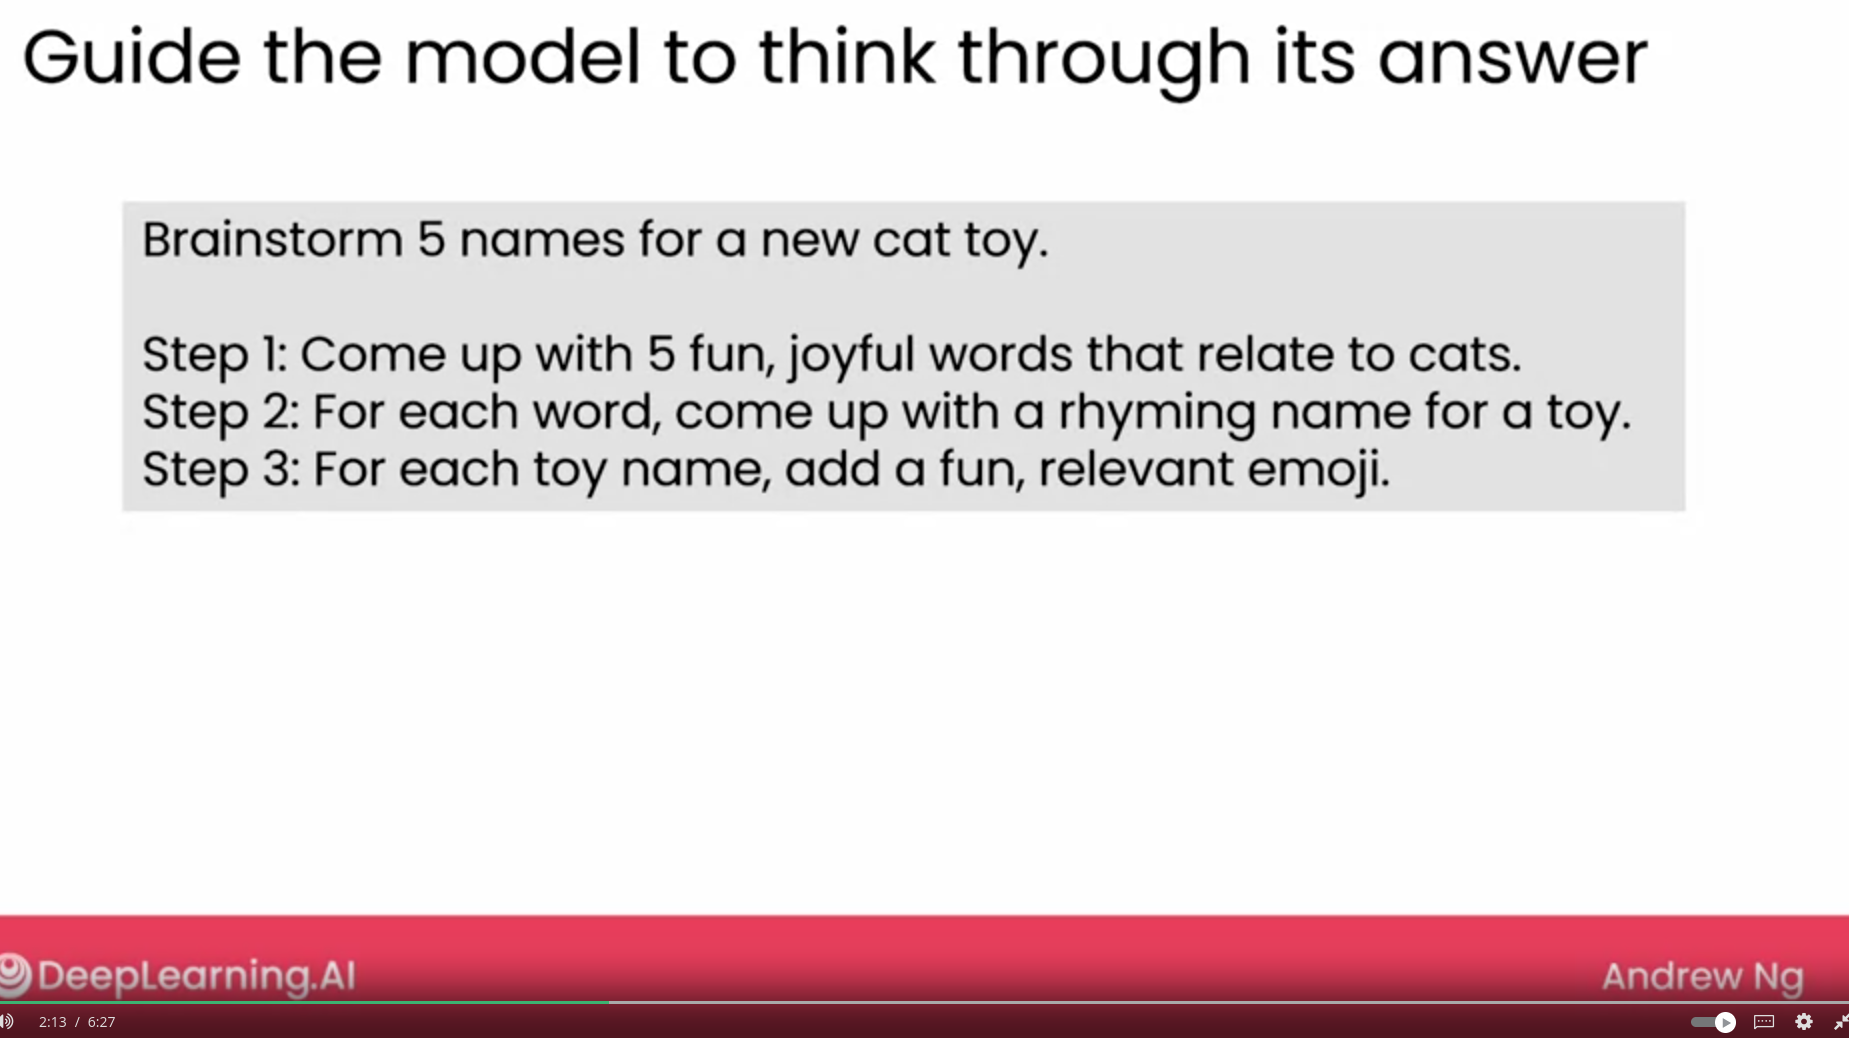 Guide the model to think through its answer
Brainstorm 5 names for a new cat toy.
Step 1: Come up with 5 fun, joyful words that relate to cats.
Step 2: For each word, come up with a rhyming name for a toy.
Step 3: For each toy name, add a fun, relevant emoji.
DeepLearning.AI
Andrew Ng
2:13 / 6:27